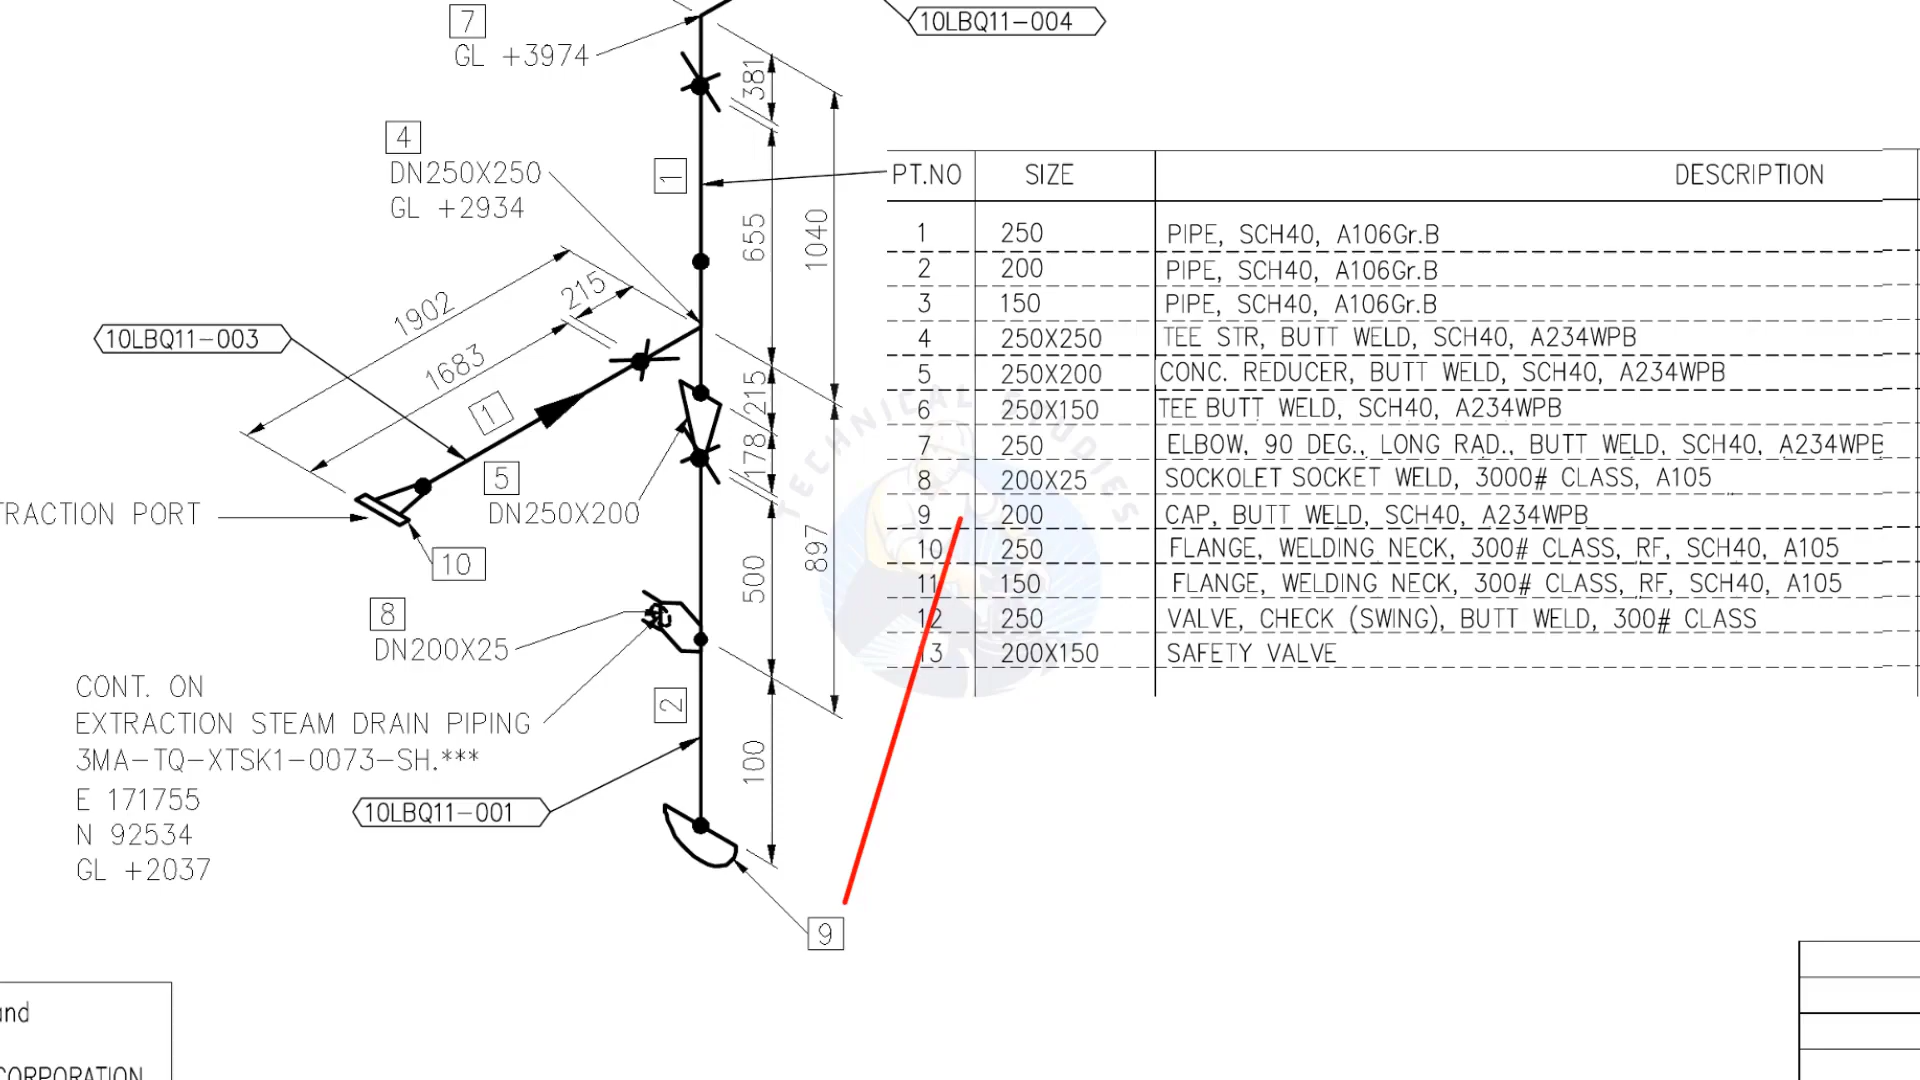 7
GL +3974
10LBQ11-004
381
4
DN250X250
GL +2934
1
655
1040
215
1902
1683
10LBQ11-003
1
5
DN250X200
TRACTION PORT
10
215
178
500
897
8
DN200X25
CONT. ON
EXTRACTION STEAM DRAIN PIPING
3MA-TQ-XTSK1-0073-SH.***
E 171755
N 92534
GL +2037
2
100
10LBQ11-001
9
PT.NO SIZE DESCRIPTION
1 250 PIPE, SCH40, A106Gr.B
2 200 PIPE, SCH40, A106Gr.B
3 150 PIPE, SCH40, A106Gr.B
4 250X250 TEE STR, BUTT WELD, SCH40, A234WPB
5 250X200 CONC. REDUCER, BUTT WELD, SCH40, A234WPB
6 250X150 TEE BUTT WELD, SCH40, A234WPB
7 250 ELBOW, 90 DEG., LONG RAD., BUTT WELD, SCH40, A234WPB
8 200X25 SOCKOLET SOCKET WELD, 3000# CLASS, A105
9 200 CAP, BUTT WELD, SCH40, A234WPB
10 250 FLANGE, WELDING NECK, 300# CLASS, RF, SCH40, A105
11 150 FLANGE, WELDING NECK, 300# CLASS, RF, SCH40, A105
12 250 VALVE, CHECK (SWING), BUTT WELD, 300# CLASS
13 200X150 SAFETY VALVE
TECHNICAL STUDIES
and
CORPORATION